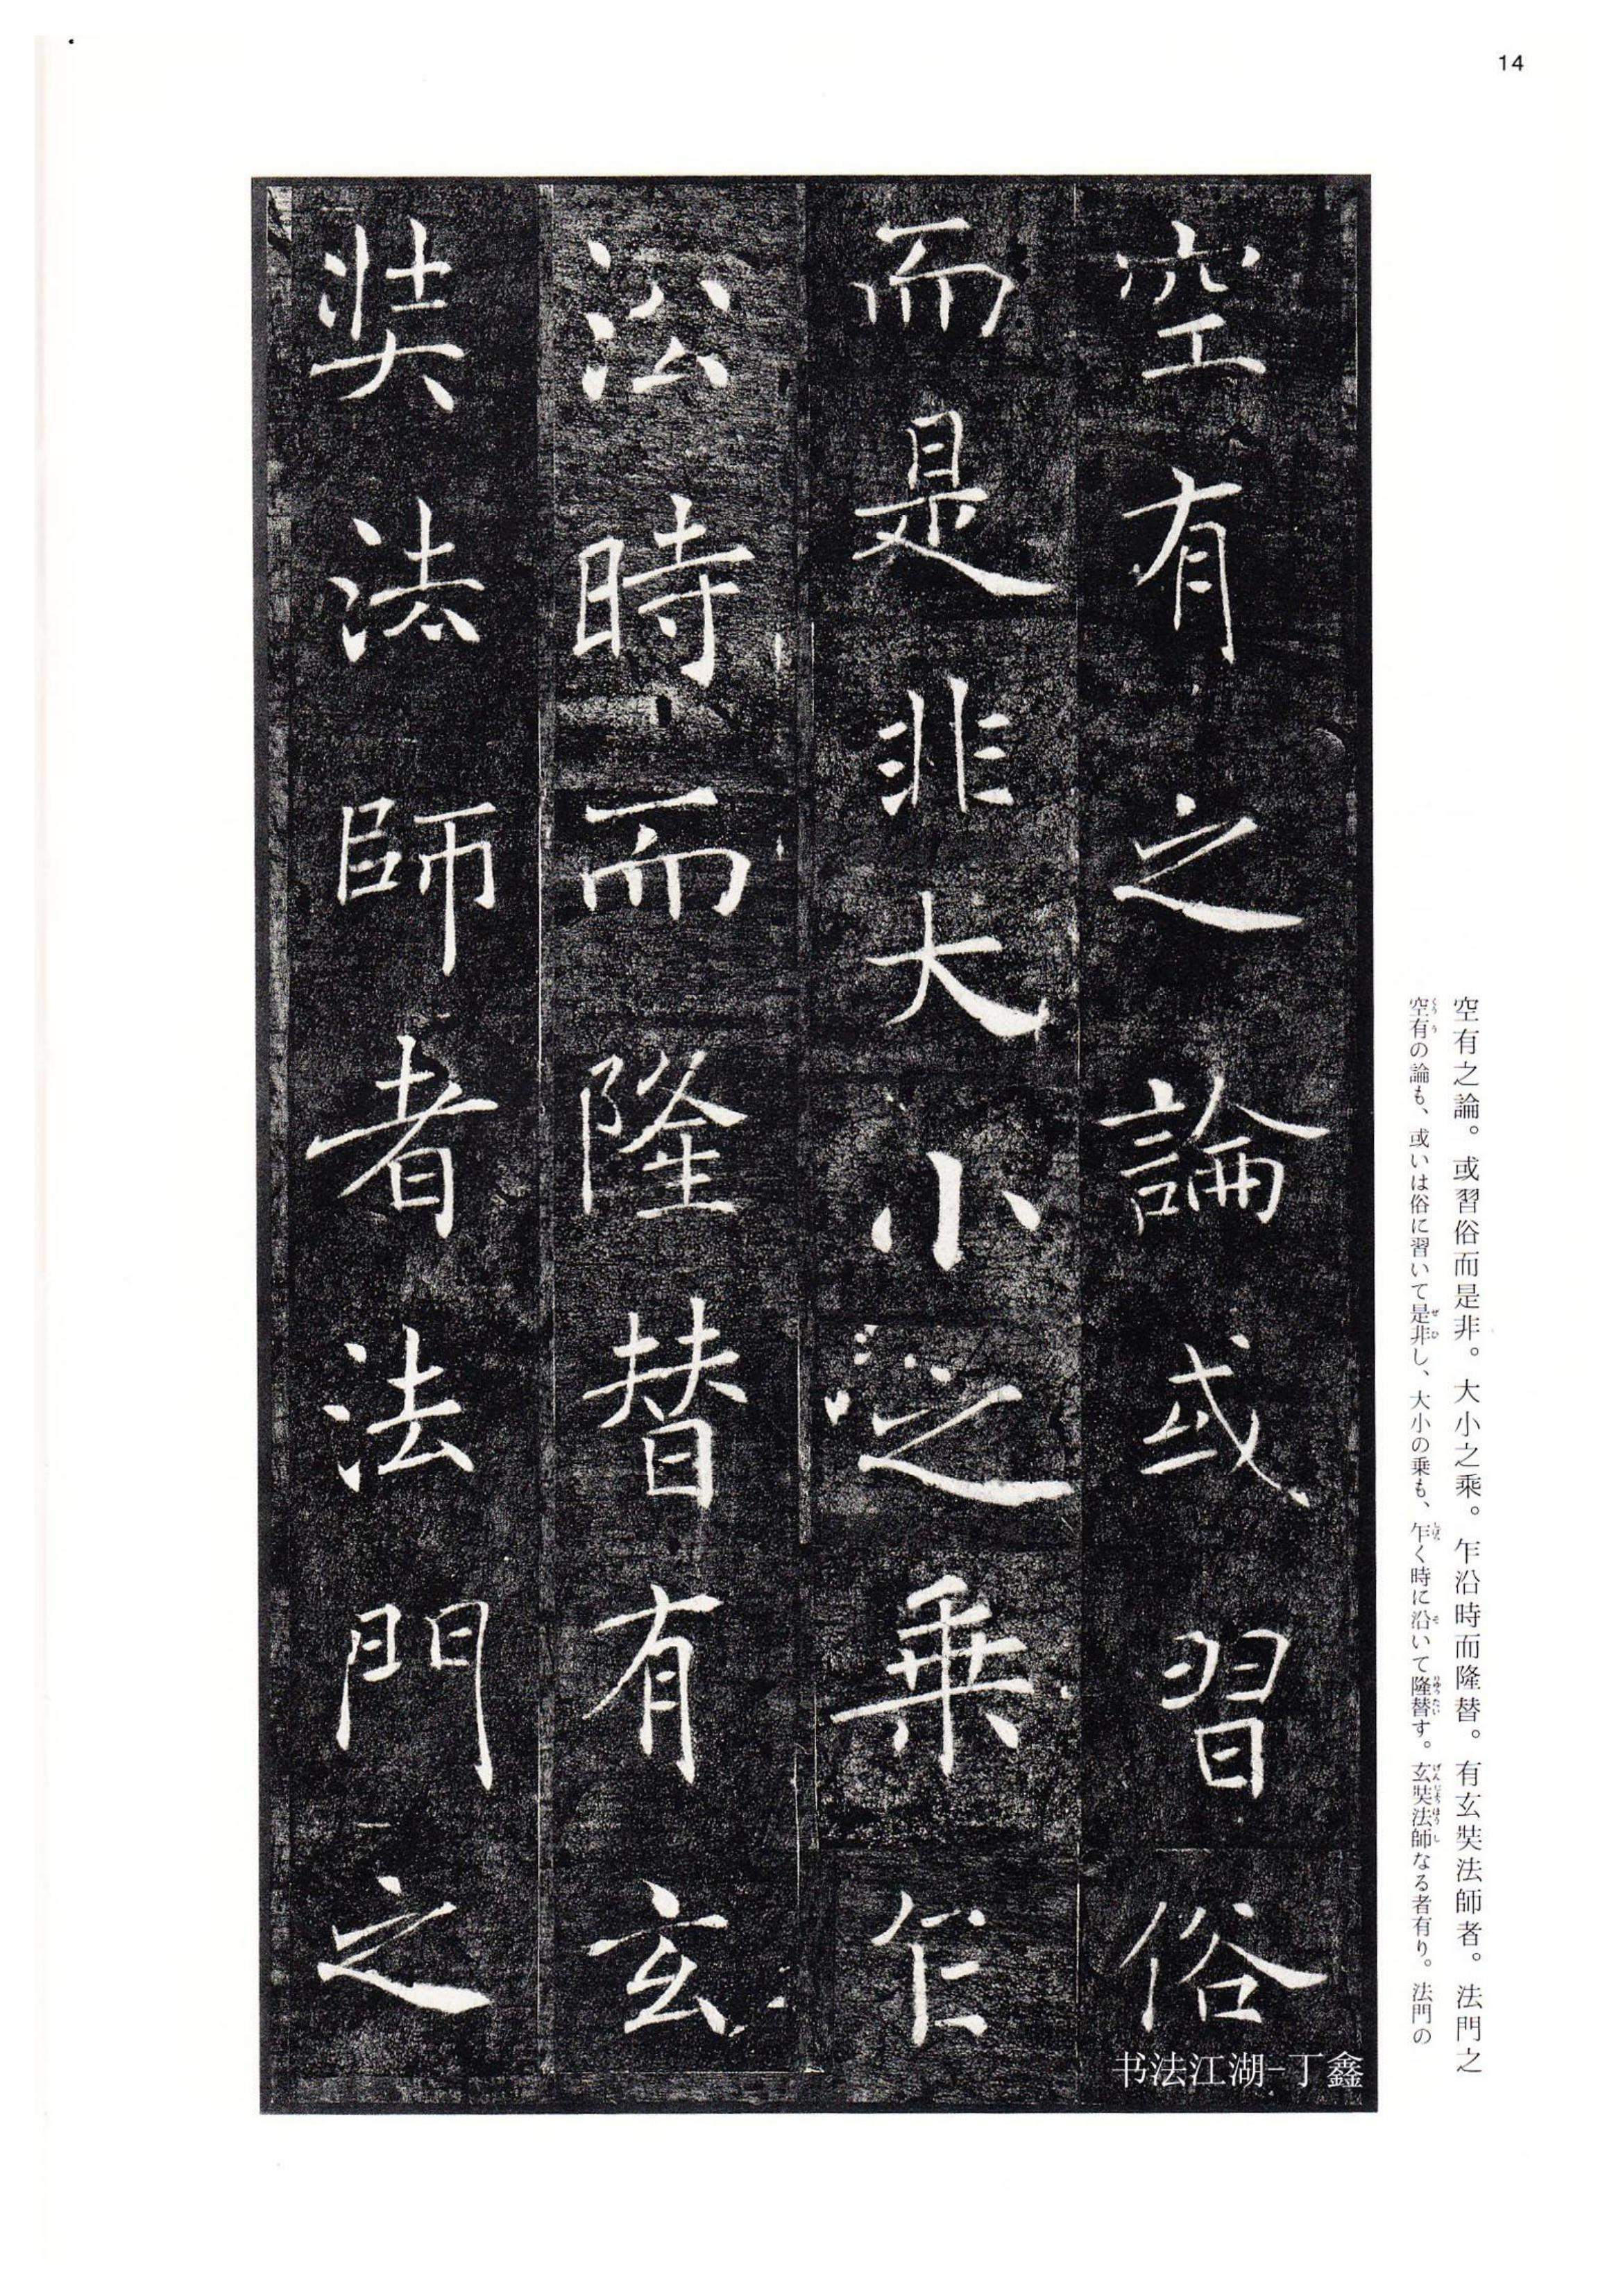 14
空有之論或習俗
而是非大小之乗乍
沿時而隆替有玄
奘法師者法門之
空有之論。或習俗而是非。大小之乗。乍沿時而隆替。有玄奘法師者。法門之
空有の論も、或いは俗に習いて是非し、大小の乗も、乍く時に沿いて隆替す。玄奘法師なる者有り。法門の
书法江湖-丁鑫